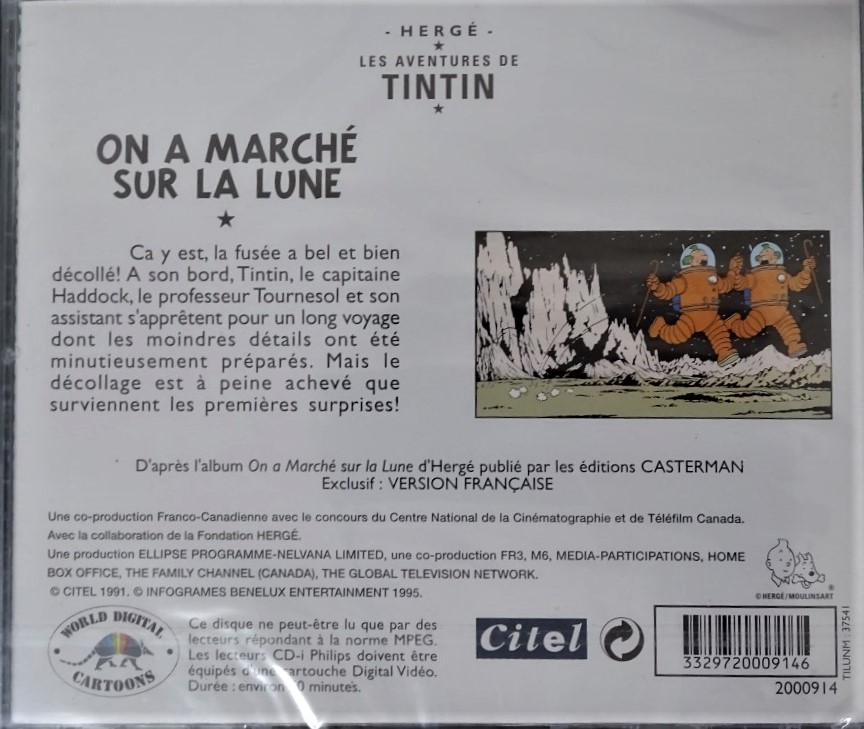 - HERGÉ -
LES AVENTURES DE
TINTIN
ON A MARCHÉ
SUR LA LUNE
Ca y est, la fusée a bel et bien
décollé! A son bord, Tintin, le capitaine
Haddock, le professeur Tournesol et son
assistant s'apprêtent pour un long voyage
dont les moindres détails ont été
minutieusement préparés. Mais le
décollage est à peine achevé que
surviennent les premières surprises!
D'après l'album On a Marché sur la Lune d'Hergé publié par les éditions CASTERMAN
Exclusif : VERSION FRANÇAISE
Une co-production Franco-Canadienne avec le concours du Centre National de la Cinématographie et de Téléfilm Canada.
Avec la collaboration de la Fondation HERGÉ.
Une production ELLIPSE PROGRAMME-NELVANA LIMITED, une co-production FR3, M6, MEDIA-PARTICIPATIONS, HOME
BOX OFFICE, THE FAMILY CHANNEL (CANADA), THE GLOBAL TELEVISION NETWORK.
© CITEL 1991. © INFOGRAMES BENELUX ENTERTAINMENT 1995.
© HERGÉ/MOULINSART
WORLD DIGITAL
CARTOONS
Ce disque ne peut-être lu que par des
lecteurs répondant à la norme MPEG.
Les lecteurs CD-i Philips doivent être
équipés d'une cartouche Digital Vidéo.
Durée : environ minutes.
Citel
3329720009146
2000914
TILLINM : 37541